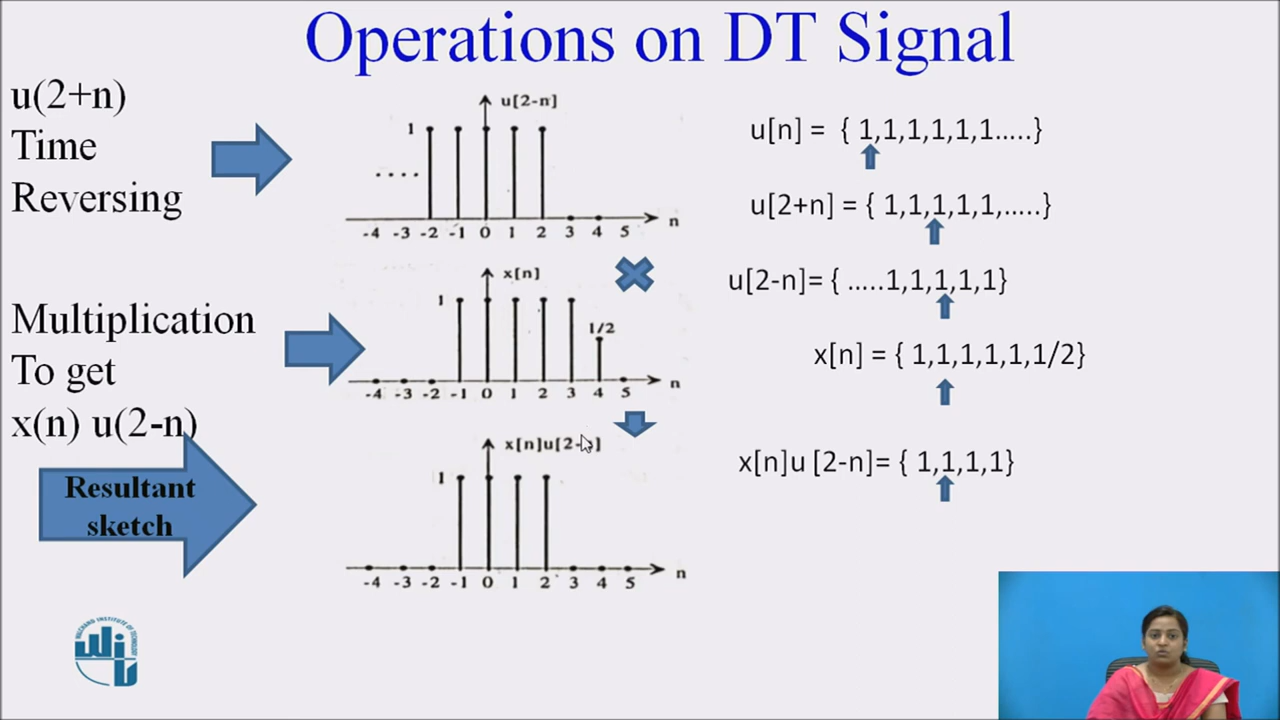 Operations on DT Signal
u(2+n)
Time
Reversing
u[2-n]
1
....
-4 -3 -2 -1 0 1 2 3 4 5 n
Multiplication
To get
x(n) u(2-n)
x[n]
1
1/2
-4 -3 -2 -1 0 1 2 3 4 5 n
Resultant
sketch
x[n]u[2-n]
1
-4 -3 -2 -1 0 1 2 3 4 5 n
u[n] = { 1,1,1,1,1,1.....}
u[2+n] = { 1,1,1,1,1,.....}
u[2-n]= { .....1,1,1,1,1}
x[n] = { 1,1,1,1,1,1/2}
x[n]u [2-n]= { 1,1,1,1}
WIT